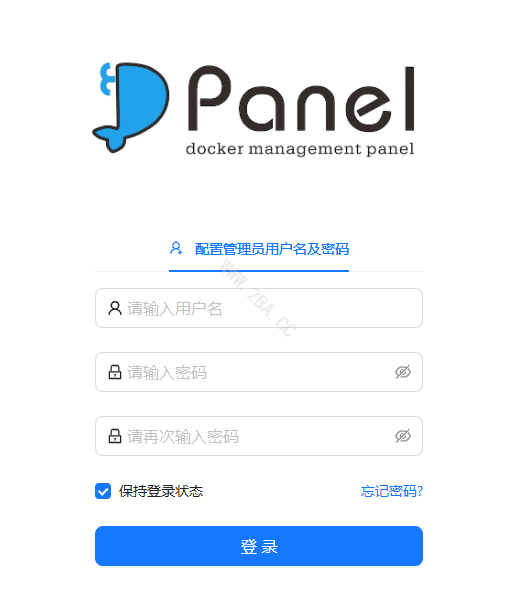 DPanel
docker management panel
配置管理员用户名及密码
WWW.2BA.CC
请输入用户名
请输入密码
请再次输入密码
保持登录状态
忘记密码?
登 录